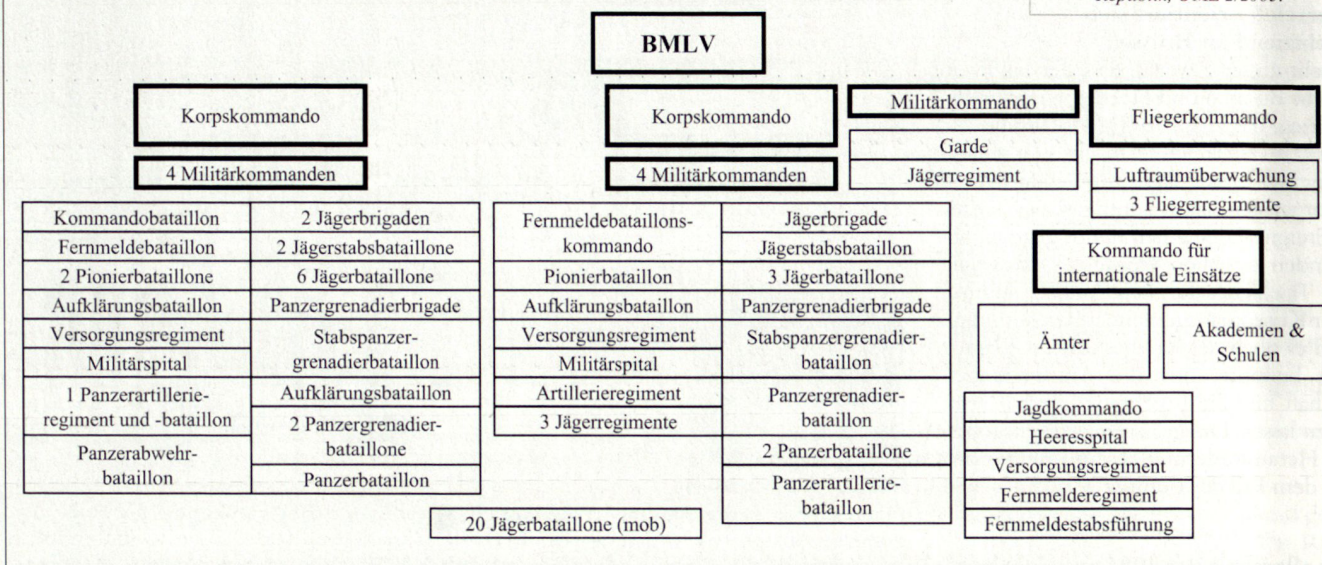 BMLV
Korpskommando
4 Militärkommanden
Korpskommando
4 Militärkommanden
Militärkommando
Garde
Jägerregiment
Fliegerkommando
Luftraumüberwachung
3 Fliegerregimente
Kommandobataillon
Fernmeldebataillon
2 Pionierbataillone
Aufklärungsbataillon
Versorgungsregiment
Militärspital
1 Panzerartillerie-
regiment und -bataillon
Panzerabwehr-
bataillon
2 Jägerbrigaden
2 Jägerstabsbataillone
6 Jägerbataillone
Panzergrenadierbrigade
Stabspanzer-
grenadierbataillon
Aufklärungsbataillon
2 Panzergrenadier-
bataillone
Panzerbataillon
Fernmeldebataillons-
kommando
Pionierbataillon
Aufklärungsbataillon
Versorgungsregiment
Militärspital
Artillerieregiment
3 Jägerregimente
Jägerbrigade
Jägerstabsbataillon
3 Jägerbataillone
Panzergrenadierbrigade
Stabspanzergrenadier-
bataillon
Panzergrenadier-
bataillon
2 Panzerbataillone
Panzerartillerie-
bataillon
Kommando für
internationale Einsätze
Ämter
Akademien &
Schulen
Jagdkommando
Heeresspital
Versorgungsregiment
Fernmelderegiment
Fernmeldestabsführung
20 Jägerbataillone (mob)